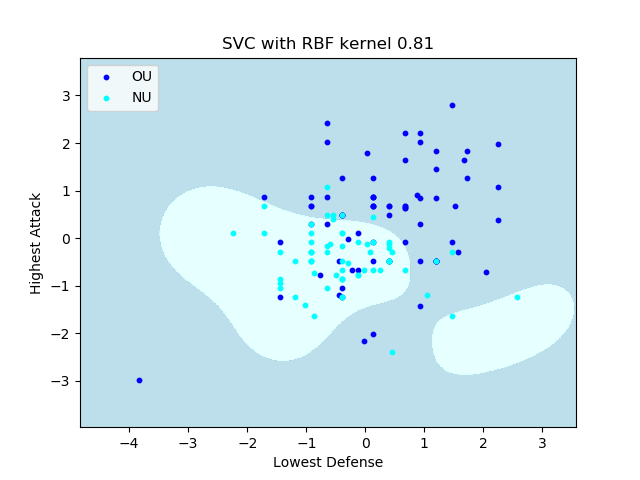 SVC with RBF kernel 0.81
OU
NU
Highest Attack
3
2
1
0
−1
−2
−3
−4 −3 −2 −1 0 1 2 3
Lowest Defense